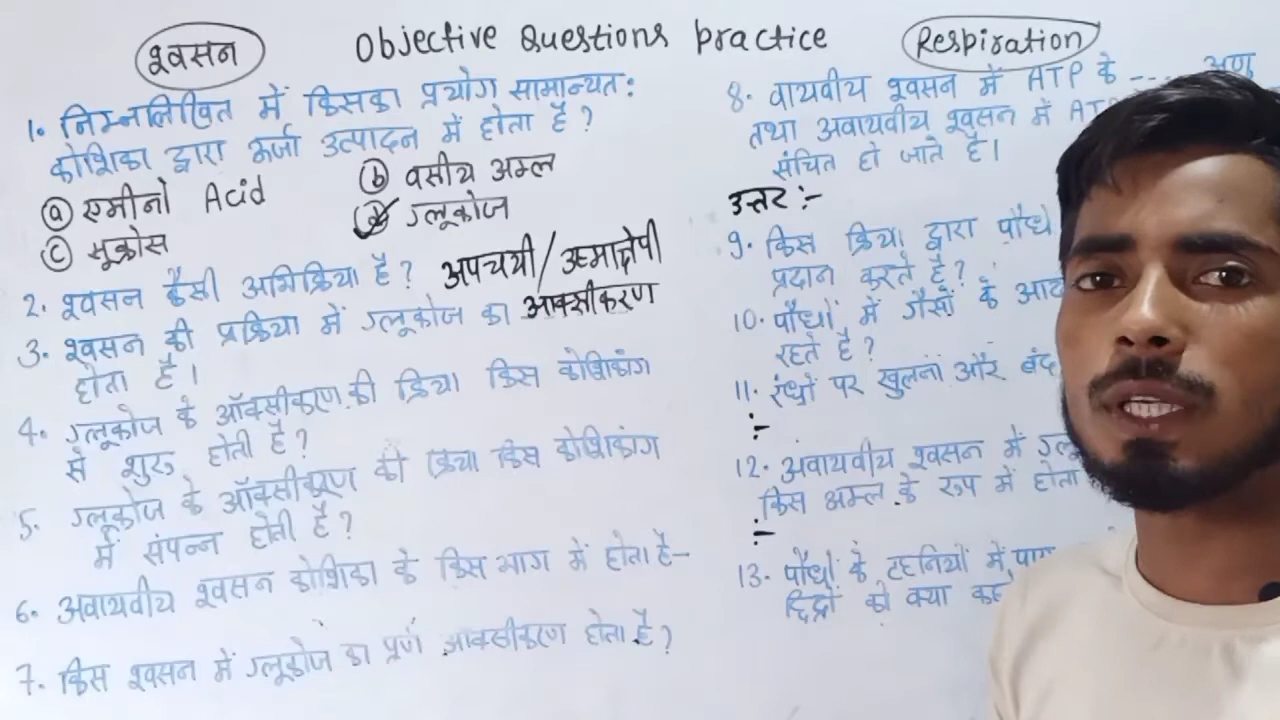 श्वसन Objective Questions practice Respiration
1. निम्नलिखित में किसका प्रयोग सामान्यत:
कोशिका द्वारा ऊर्जा उत्पादन में होता है?
ⓐ एमीनो Acid ⓑ वसीय अम्ल
ⓒ सूक्रोस ⓓ ग्लूकोज
2. श्वसन कैसी अभिक्रिया है? अपचयी/उष्माक्षेपी
3. श्वसन की प्रक्रिया में ग्लूकोज का आक्सीकरण
होता है।
4. ग्लूकोज के ऑक्सीकरण की क्रिया किस कोशिकांग
से शुरू होती है?
5. ग्लूकोज के ऑक्सीकरण की क्रिया किस कोशिकांग
में संपन्न होती है?
6. अवायवीय श्वसन कोशिका के किस भाग में होता है-
7. किस श्वसन में ग्लूकोज का पूर्ण आक्सीकरण होता है?
8. वायवीय श्वसन में ATP के ---- अणु
तथा अवायवीय श्वसन में
संचित हो जाते है।
उत्तर :-
9. किस क्रिया द्वारा पौधे
प्रदान करते है?
10. पौधों में गैसों के
रहते है?
11. रंध्रों पर खुलना और बंद
:-
12. अवायवीय श्वसन में
किस अम्ल के रूप में होता
:-
13. पौधों के टहनियों में
छिद्रों को क्या